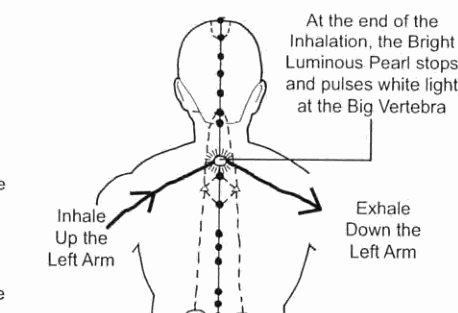 At the end of the
Inhalation, the Bright
Luminous Pearl stops
and pulses white light
at the Big Vertebra
e
Inhale
Up the
Left Arm
Exhale
Down the
Left Arm
e